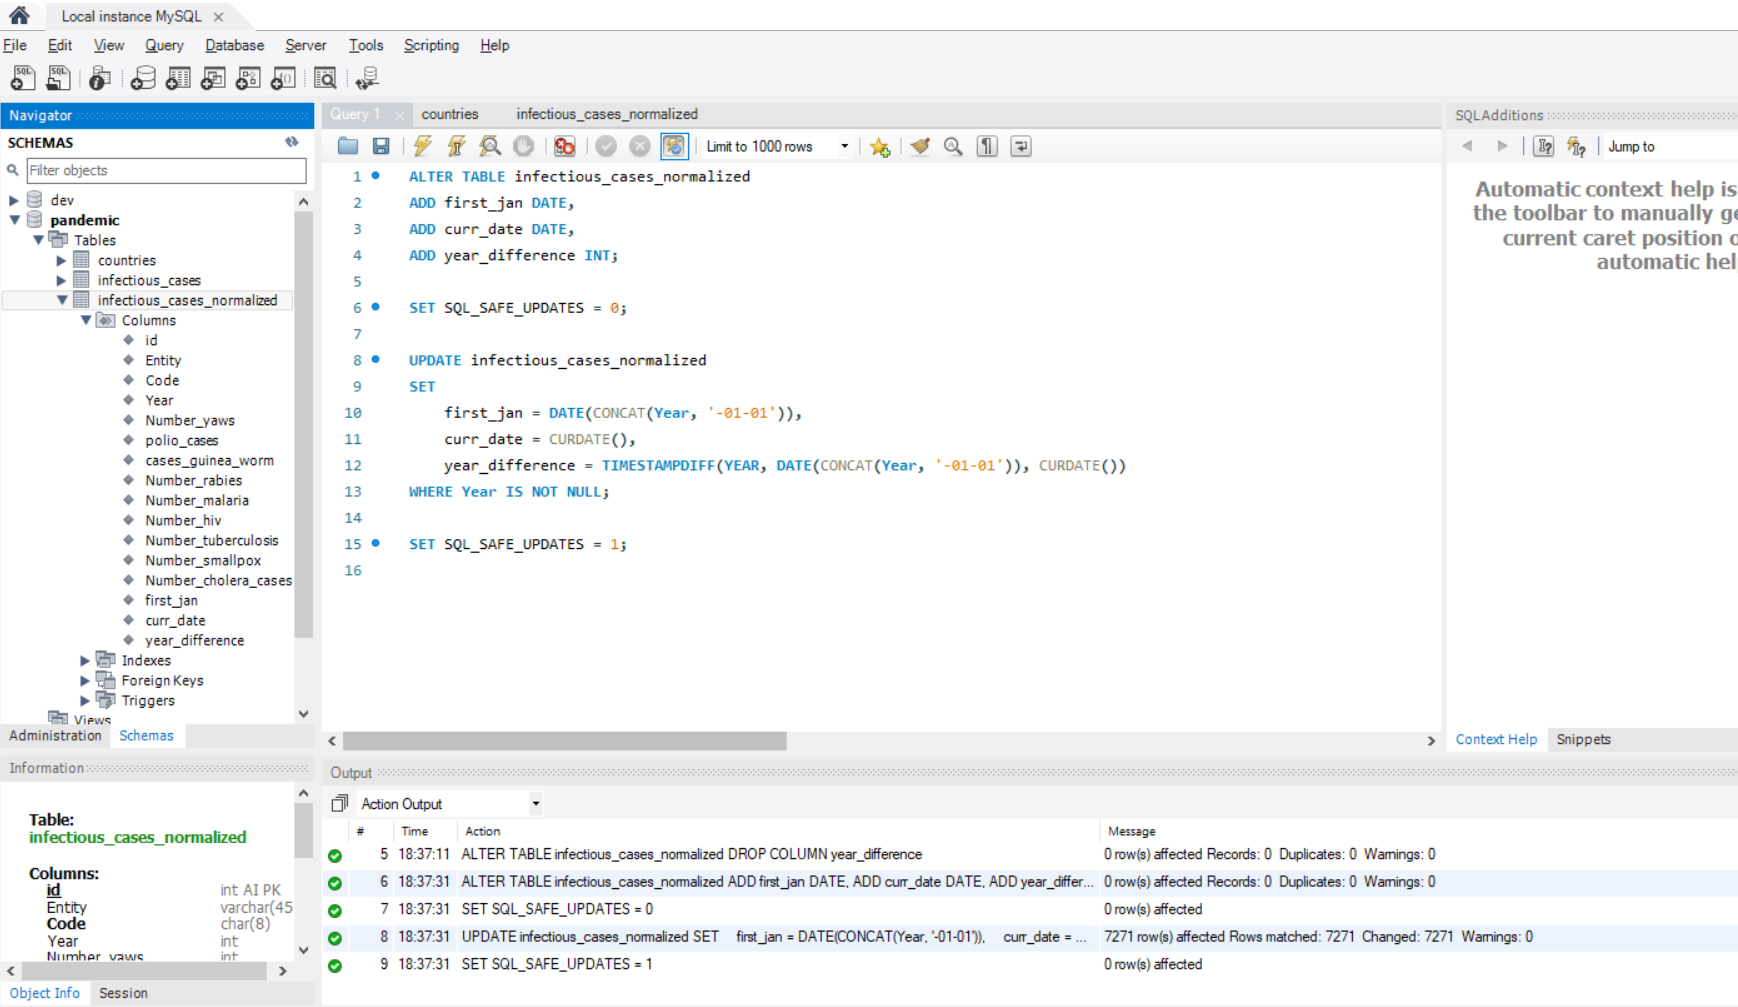 Local instance MySQL
File Edit View Query Database Server Tools Scripting Help
Navigator
SCHEMAS
Filter objects
dev
pandemic
Tables
countries
infectious_cases
infectious_cases_normalized
Columns
id
Entity
Code
Year
Number_yaws
polio_cases
cases_guinea_worm
Number_rabies
Number_malaria
Number_hiv
Number_tuberculosis
Number_smallpox
Number_cholera_cases
first_jan
curr_date
year_difference
Indexes
Foreign Keys
Triggers
Views
Administration Schemas
Information
Table:
infectious_cases_normalized
Columns:
id int AI PK
Entity varchar(45
Code char(8)
Year int
Number_yaws int
Object Info Session
Query 1 countries infectious_cases_normalized
Limit to 1000 rows
1 ALTER TABLE infectious_cases_normalized
2 ADD first_jan DATE,
3 ADD curr_date DATE,
4 ADD year_difference INT;
5
6 SET SQL_SAFE_UPDATES = 0;
7
8 UPDATE infectious_cases_normalized
9 SET
10 first_jan = DATE(CONCAT(Year, '-01-01')),
11 curr_date = CURDATE(),
12 year_difference = TIMESTAMPDIFF(YEAR, DATE(CONCAT(Year, '-01-01')), CURDATE())
13 WHERE Year IS NOT NULL;
14
15 SET SQL_SAFE_UPDATES = 1;
16
SQLAdditions
Jump to
Automatic context help is
the toolbar to manually ge
current caret position o
automatic hel
Context Help Snippets
Output
Action Output
# Time Action Message
5 18:37:11 ALTER TABLE infectious_cases_normalized DROP COLUMN year_difference 0 row(s) affected Records: 0 Duplicates: 0 Warnings: 0
6 18:37:31 ALTER TABLE infectious_cases_normalized ADD first_jan DATE, ADD curr_date DATE, ADD year_differ... 0 row(s) affected Records: 0 Duplicates: 0 Warnings: 0
7 18:37:31 SET SQL_SAFE_UPDATES = 0 0 row(s) affected
8 18:37:31 UPDATE infectious_cases_normalized SET first_jan = DATE(CONCAT(Year, '-01-01')), curr_date = ... 7271 row(s) affected Rows matched: 7271 Changed: 7271 Warnings: 0
9 18:37:31 SET SQL_SAFE_UPDATES = 1 0 row(s) affected